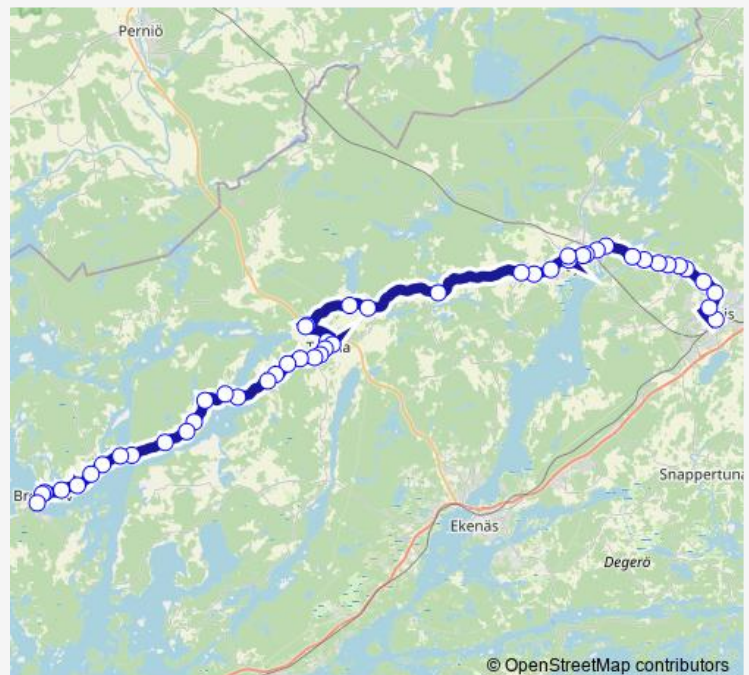 Perniö
Snappertuna
Ekenäs
Degerö
© OpenStreetMap contributors